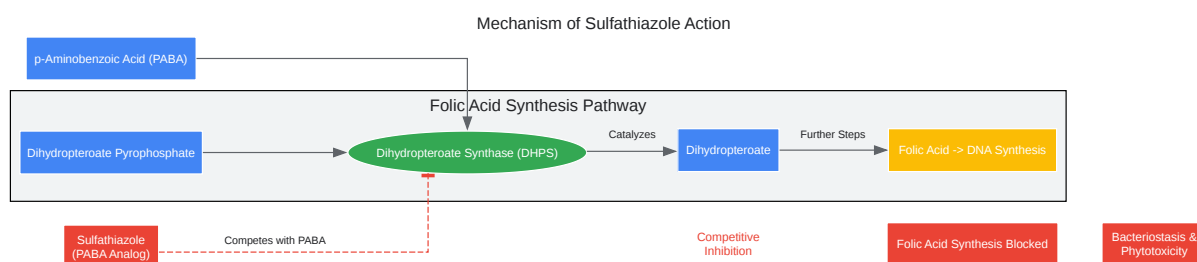 Mechanism of Sulfathiazole Action
p-Aminobenzoic Acid (PABA)
Folic Acid Synthesis Pathway
Dihydropteroate Pyrophosphate
Dihydropteroate Synthase (DHPS)
Catalyzes
Dihydropteroate
Further Steps
Folic Acid -> DNA Synthesis
Sulfathiazole
(PABA Analog)
Competes with PABA
Competitive
Inhibition
Folic Acid Synthesis Blocked
Bacteriostasis &
Phytotoxicity